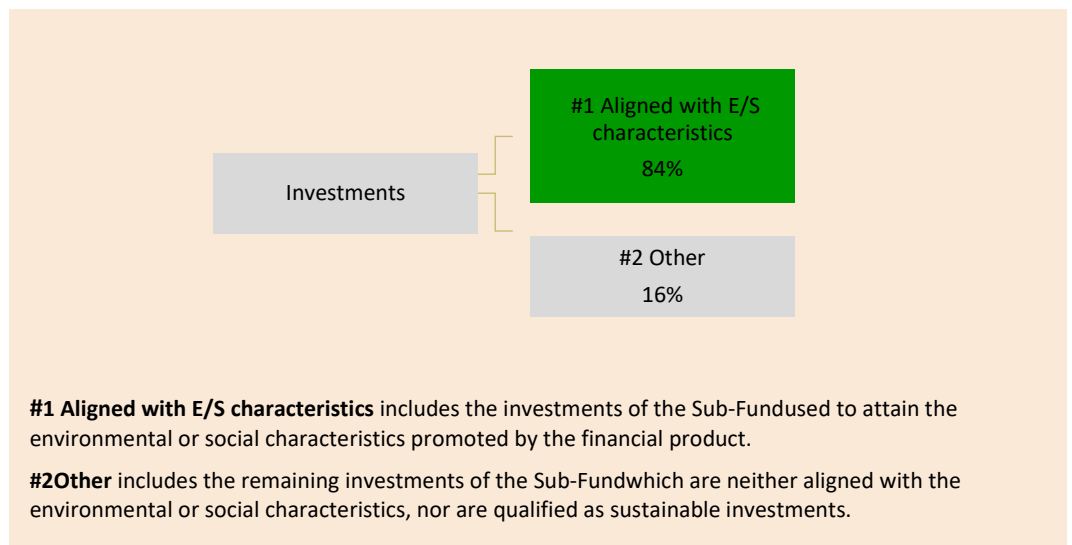 #1 Aligned with E/S
characteristics
84%
Investments
#2 Other
16%
#1 Aligned with E/S characteristics includes the investments of the Sub-Fundused to attain the
environmental or social characteristics promoted by the financial product.
#2Other includes the remaining investments of the Sub-Fundwhich are neither aligned with the
environmental or social characteristics, nor are qualified as sustainable investments.